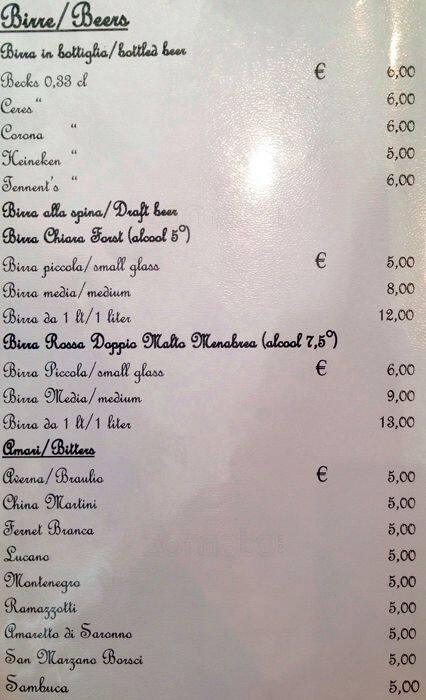 Birre/Beers
Birra in bottiglia/bottled beer
Becks 0,33 cl € 6,00
Ceres " 6,00
Corona " 6,00
Heineken " 5,00
Tennent's " 6,00
Birra alla spina/Draft beer
Birra Chiara Forst (alcool 5°)
Birra piccola/small glass € 5,00
Birra media/medium 8,00
Birra da 1 lt/1 liter 12,00
Birra Rossa Doppio Malto Menabrea (alcool 7,5°)
Birra Piccola/small glass € 6,00
Birra Media/medium 9,00
Birra da 1 lt/1 liter 13,00
Amari/Bitters
Averna/Braulio € 5,00
China Martini 5,00
Fernet Branca 5,00
Lucano 5,00
Montenegro 5,00
Ramazzotti 5,00
Amaretto di Saronno 5,00
San Marzano Borsci 5,00
Sambuca 5,00